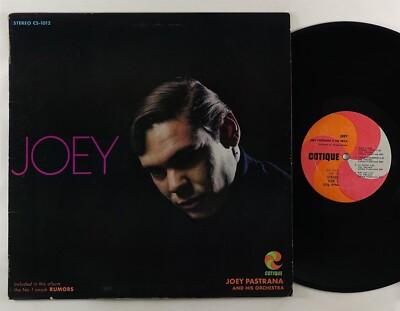 STEREO CS-1012
JOEY
included in this album
the No. 1 smash RUMORS
COTIQUE
JOEY PASTRANA
AND HIS ORCHESTRA
JOEY
COTIQUE